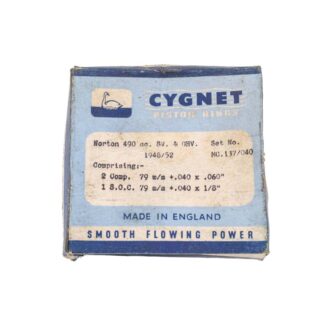 CYGNET
PISTON RINGS
Norton 490 cc. SV. & OHV. Set No.
1948/52 MC.137/040
Comprising:-
2 Comp. 79 m/s +.040 x .060"
1 S.O.C. 79 m/s +.040 x 1/8"
MADE IN ENGLAND
SMOOTH FLOWING POWER